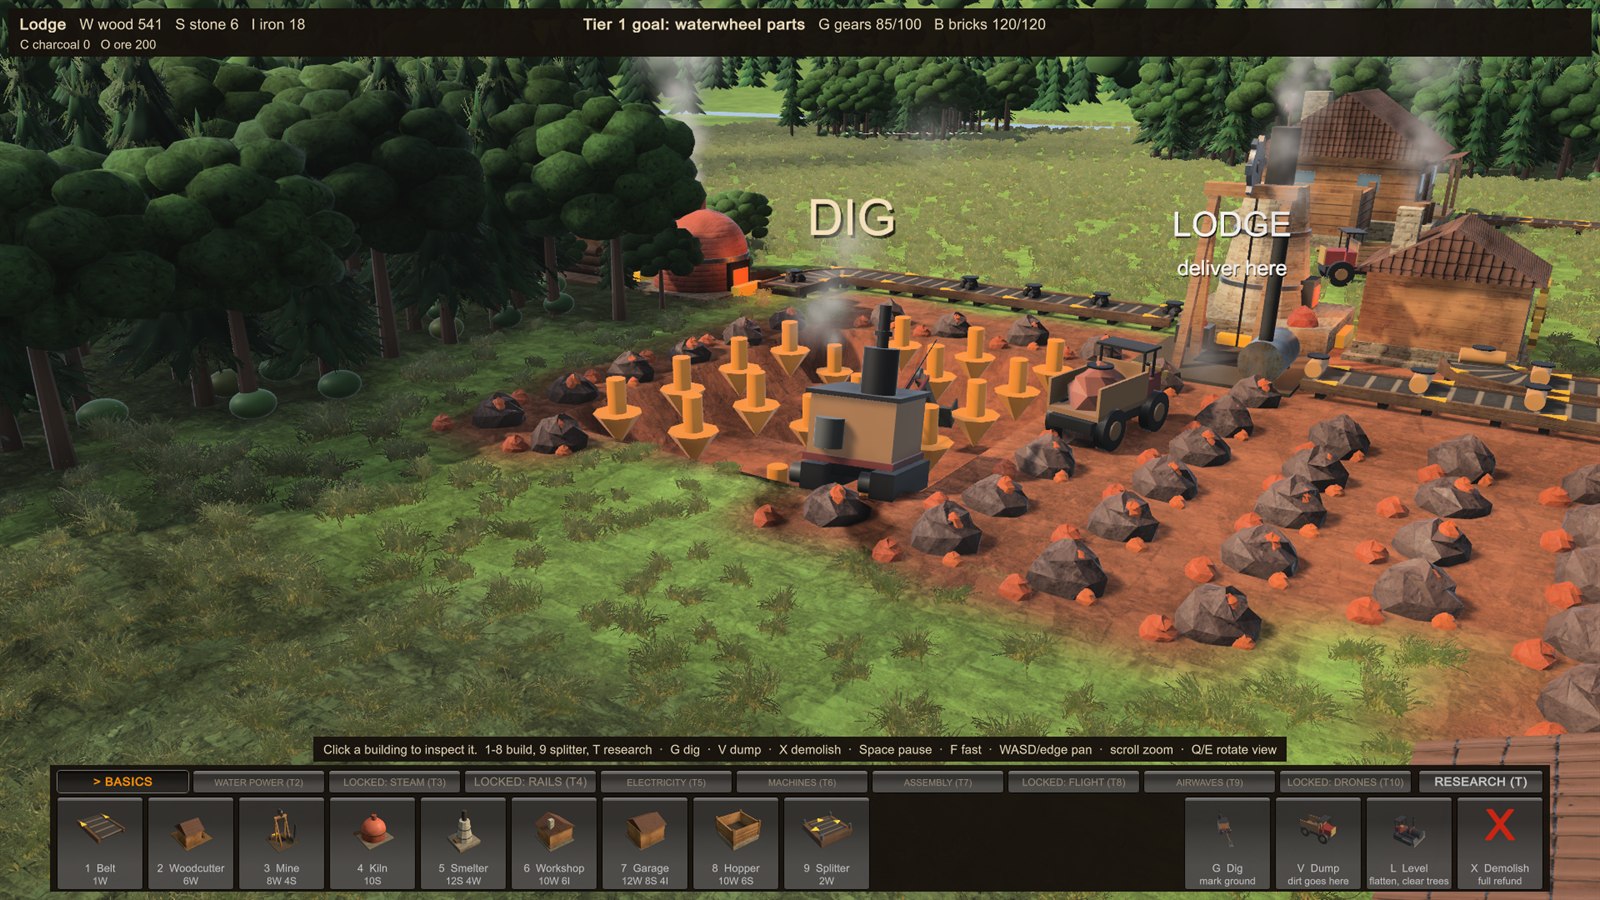 Lodge W wood 541 S stone 6 I iron 18
C charcoal 0 O ore 200
Tier 1 goal: waterwheel parts G gears 85/100 B bricks 120/120
DIG
LODGE
deliver here
Click a building to inspect it. 1-8 build, 9 splitter, T research · G dig · V dump · X demolish · Space pause · F fast · WASD/edge pan · scroll zoom · Q/E rotate view
> BASICS
WATER POWER (T2)
LOCKED: STEAM (T3)
LOCKED: RAILS (T4)
ELECTRICITY (T5)
MACHINES (T6)
ASSEMBLY (T7)
LOCKED: FLIGHT (T8)
AIRWAVES (T9)
LOCKED: DRONES (T10)
RESEARCH (T)
1 Belt
1W
2 Woodcutter
6W
3 Mine
8W 4S
4 Kiln
10S
5 Smelter
12S 4W
6 Workshop
10W 6I
7 Garage
12W 8S 4I
8 Hopper
10W 6S
9 Splitter
2W
G Dig
mark ground
V Dump
dirt goes here
L Level
flatten, clear trees
X
X Demolish
full refund